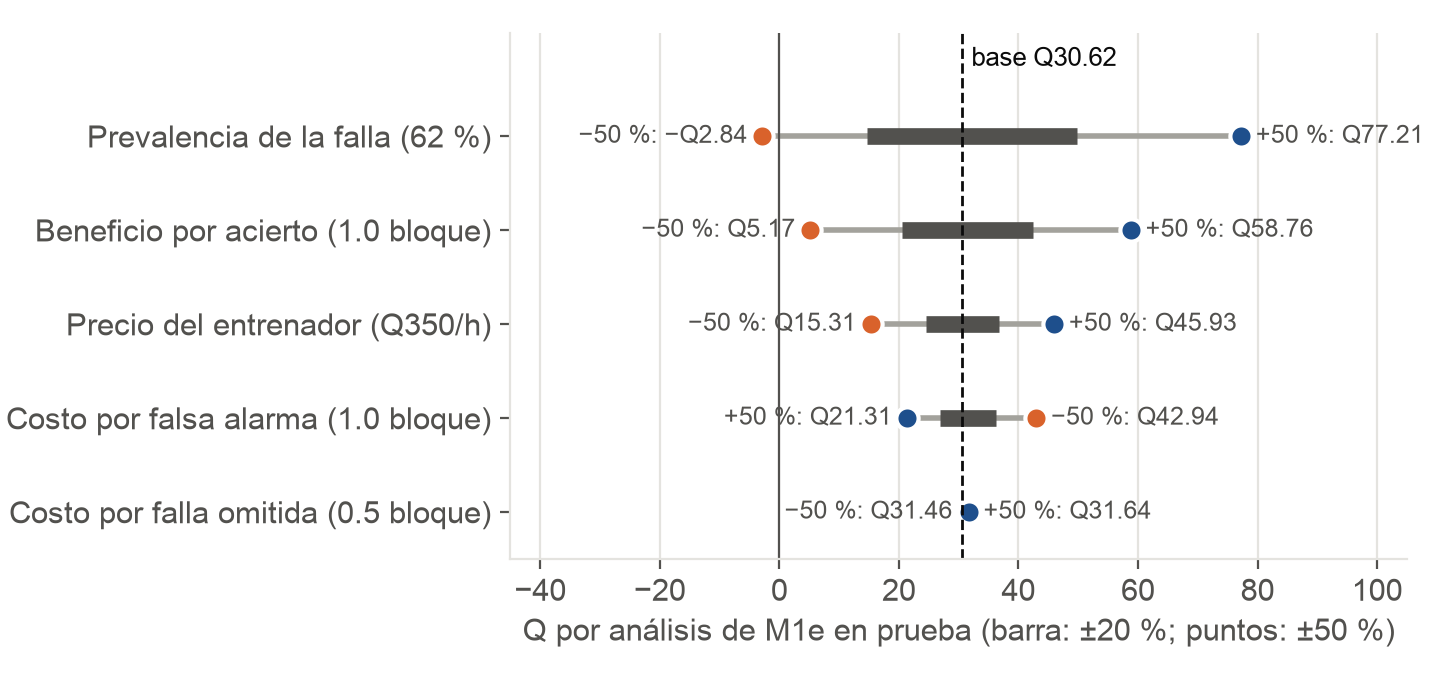 base Q30.62
Prevalencia de la falla (62 %)
−50 %: −Q2.84
+50 %: Q77.21
Beneficio por acierto (1.0 bloque)
−50 %: Q5.17
+50 %: Q58.76
Precio del entrenador (Q350/h)
−50 %: Q15.31
+50 %: Q45.93
Costo por falsa alarma (1.0 bloque)
+50 %: Q21.31
−50 %: Q42.94
Costo por falla omitida (0.5 bloque)
−50 %: Q31.46
+50 %: Q31.64
−40 −20 0 20 40 60 80 100
Q por análisis de M1e en prueba (barra: ±20 %; puntos: ±50 %)